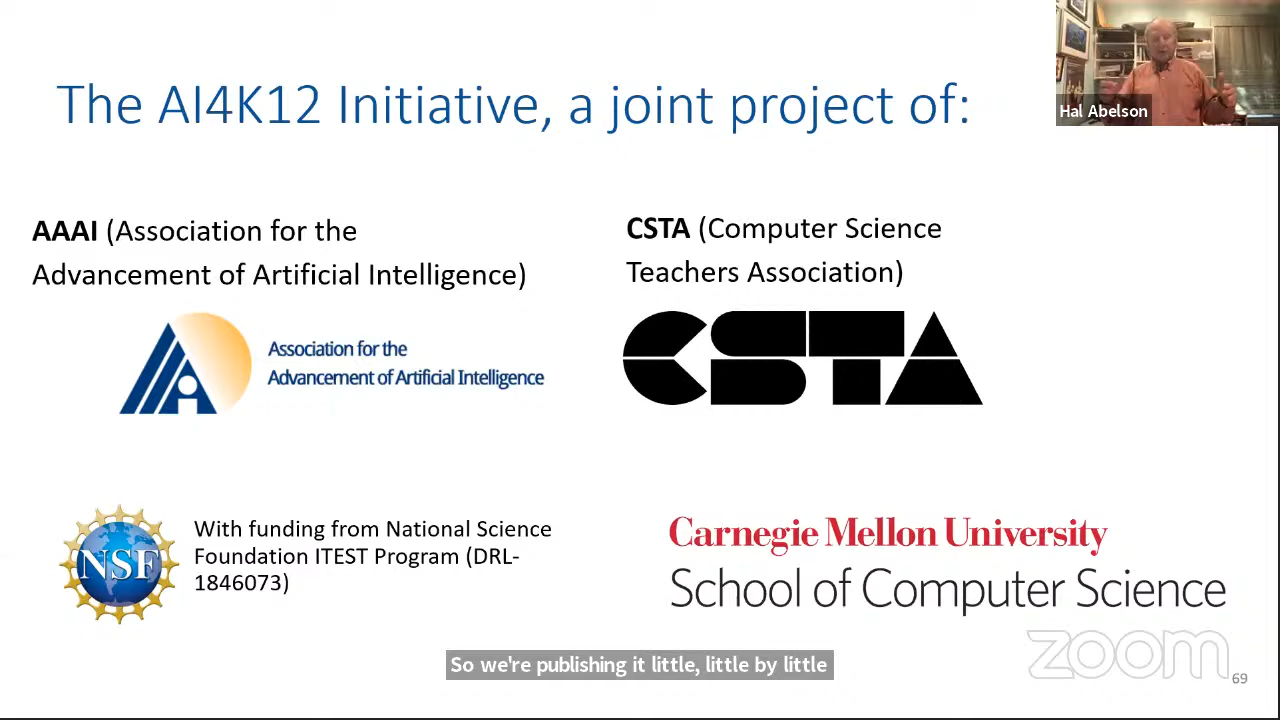 The AI4K12 Initiative, a joint project of:
Hal Abelson
AAAI (Association for the
Advancement of Artificial Intelligence)
CSTA (Computer Science
Teachers Association)
Association for the
Advancement of Artificial Intelligence
CSTA
NSF
With funding from National Science
Foundation ITEST Program (DRL-
1846073)
Carnegie Mellon University
School of Computer Science
So we're publishing it little, little by little
zoom
69